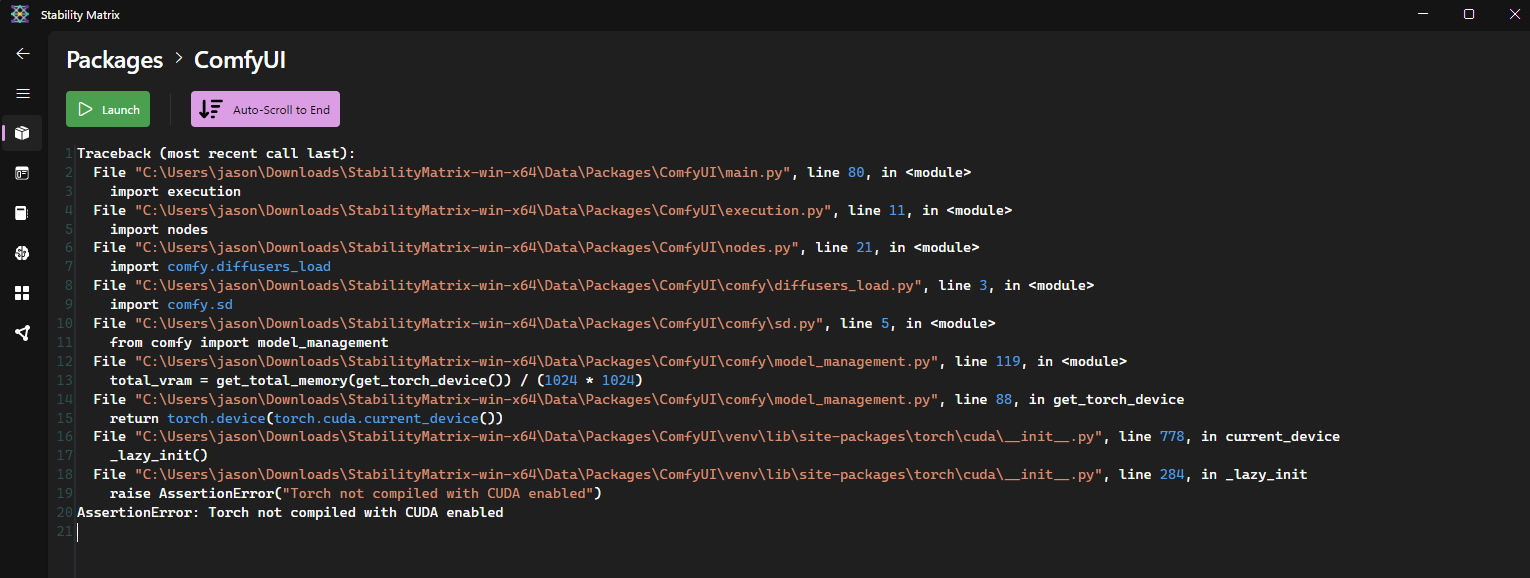 Stability Matrix
Packages > ComfyUI
Launch
Auto-Scroll to End
1 Traceback (most recent call last):
2 File "C:\Users\jason\Downloads\StabilityMatrix-win-x64\Data\Packages\ComfyUI\main.py", line 80, in <module>
3 import execution
4 File "C:\Users\jason\Downloads\StabilityMatrix-win-x64\Data\Packages\ComfyUI\execution.py", line 11, in <module>
5 import nodes
6 File "C:\Users\jason\Downloads\StabilityMatrix-win-x64\Data\Packages\ComfyUI\nodes.py", line 21, in <module>
7 import comfy.diffusers_load
8 File "C:\Users\jason\Downloads\StabilityMatrix-win-x64\Data\Packages\ComfyUI\comfy\diffusers_load.py", line 3, in <module>
9 import comfy.sd
10 File "C:\Users\jason\Downloads\StabilityMatrix-win-x64\Data\Packages\ComfyUI\comfy\sd.py", line 5, in <module>
11 from comfy import model_management
12 File "C:\Users\jason\Downloads\StabilityMatrix-win-x64\Data\Packages\ComfyUI\comfy\model_management.py", line 119, in <module>
13 total_vram = get_total_memory(get_torch_device()) / (1024 * 1024)
14 File "C:\Users\jason\Downloads\StabilityMatrix-win-x64\Data\Packages\ComfyUI\comfy\model_management.py", line 88, in get_torch_device
15 return torch.device(torch.cuda.current_device())
16 File "C:\Users\jason\Downloads\StabilityMatrix-win-x64\Data\Packages\ComfyUI\venv\lib\site-packages\torch\cuda\__init__.py", line 778, in current_device
17 _lazy_init()
18 File "C:\Users\jason\Downloads\StabilityMatrix-win-x64\Data\Packages\ComfyUI\venv\lib\site-packages\torch\cuda\__init__.py", line 284, in _lazy_init
19 raise AssertionError("Torch not compiled with CUDA enabled")
20 AssertionError: Torch not compiled with CUDA enabled
21